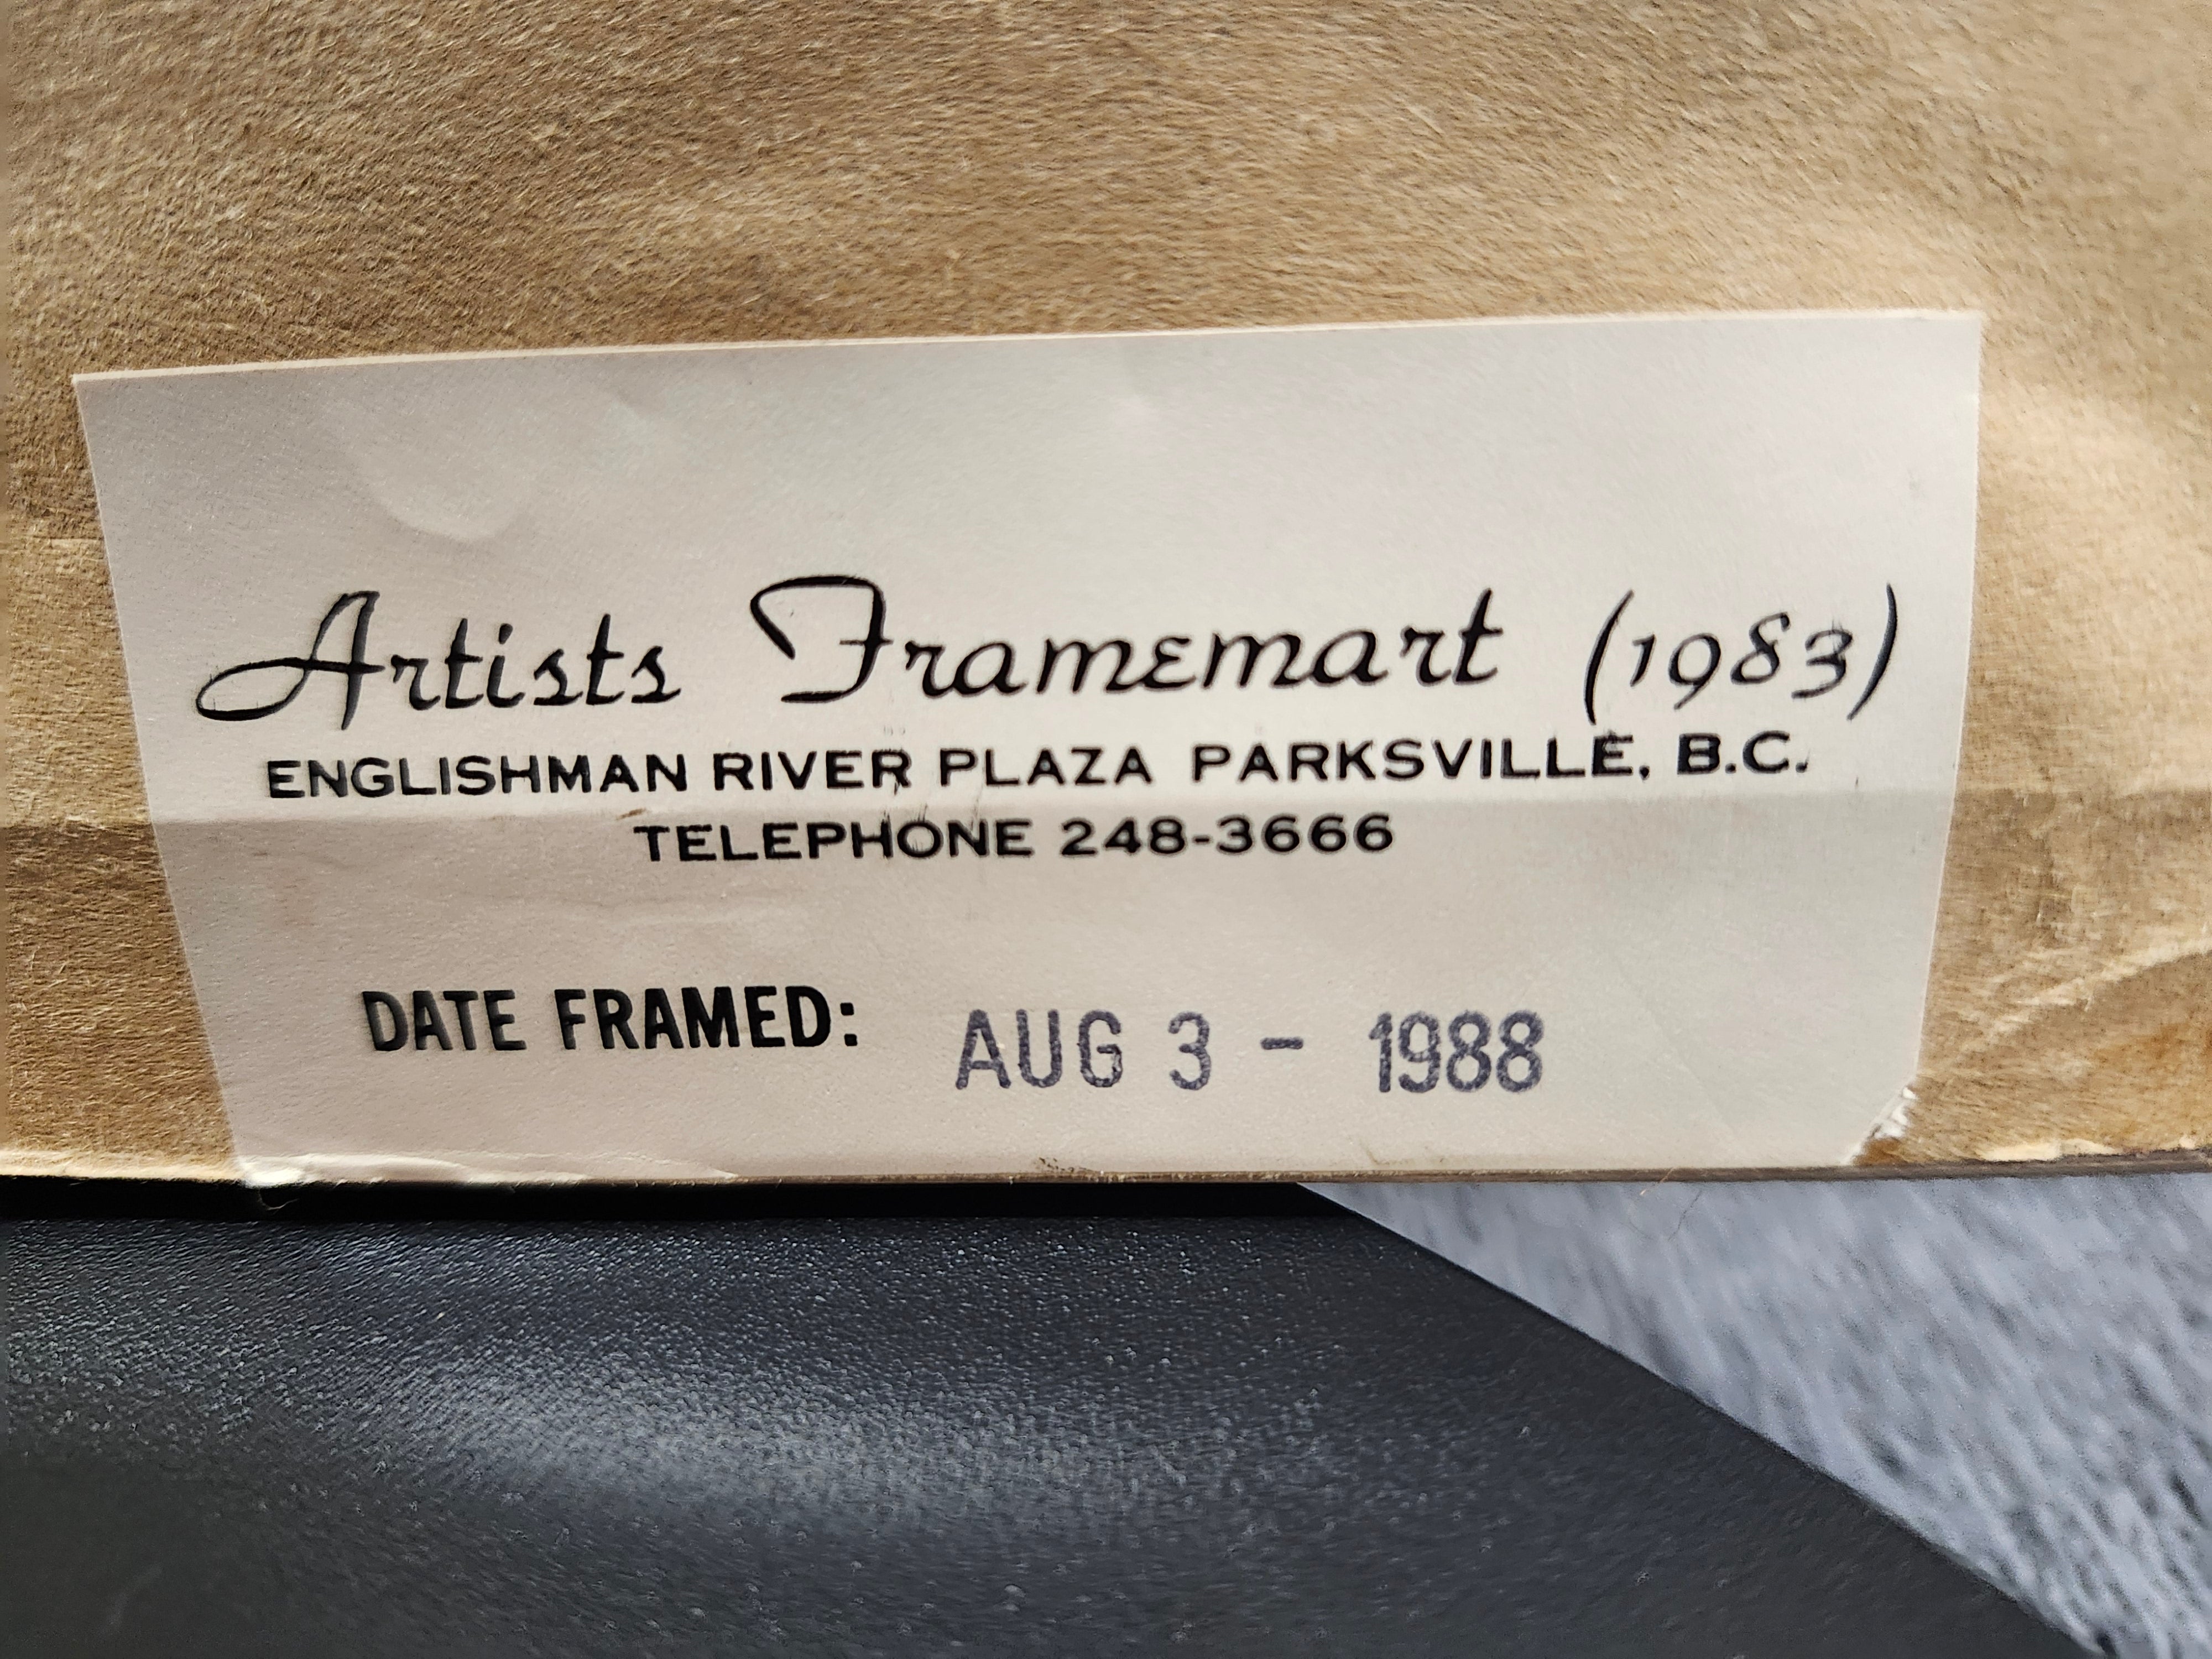 Artists Framemart (1983)
ENGLISHMAN RIVER PLAZA PARKSVILLE, B.C.
TELEPHONE 248-3666
DATE FRAMED: AUG 3 - 1988